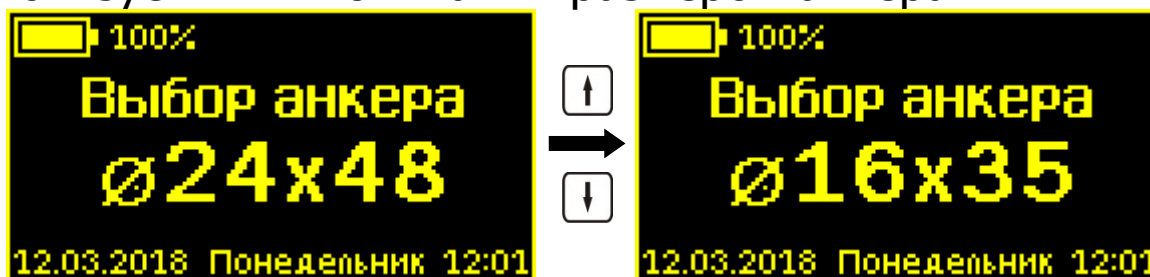 100%
Выбор анкера
⌀24x48
12.03.2018 Понедельник 12:01
100%
Выбор анкера
⌀16x35
12.03.2018 Понедельник 12:01